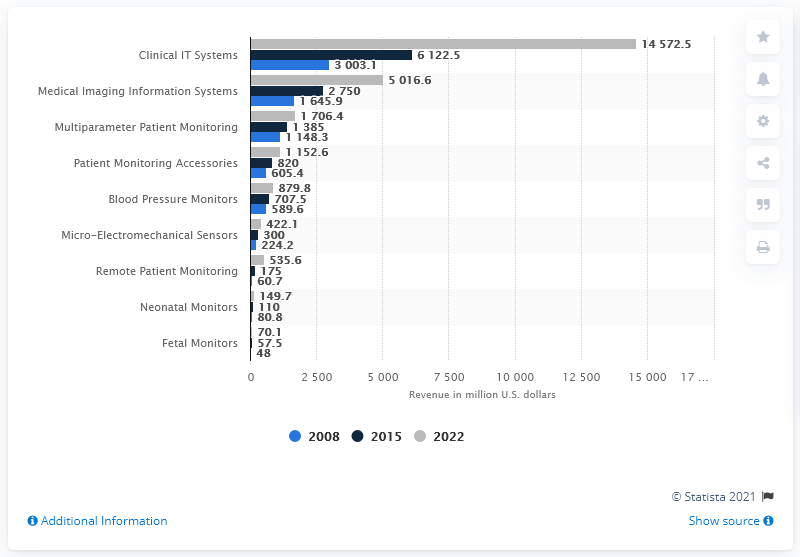 14 572.5
Clinical IT Systems 6 122.5
3 003.1
5 016.6
Medical Imaging Information Systems 2 750
1 645.9
1 706.4
Multiparameter Patient Monitoring 1 385
1 148.3
1 152.6
Patient Monitoring Accessories 820
605.4
879.8
Blood Pressure Monitors 707.5
589.6
422.1
Micro-Electromechanical Sensors 300
224.2
535.6
Remote Patient Monitoring 175
60.7
149.7
Neonatal Monitors 110
80.8
70.1
Fetal Monitors 57.5
48
0 2 500 5 000 7 500 10 000 12 500 15 000 17 ...
Revenue in million U.S. dollars
2008 2015 2022
© Statista 2021
Additional Information Show source